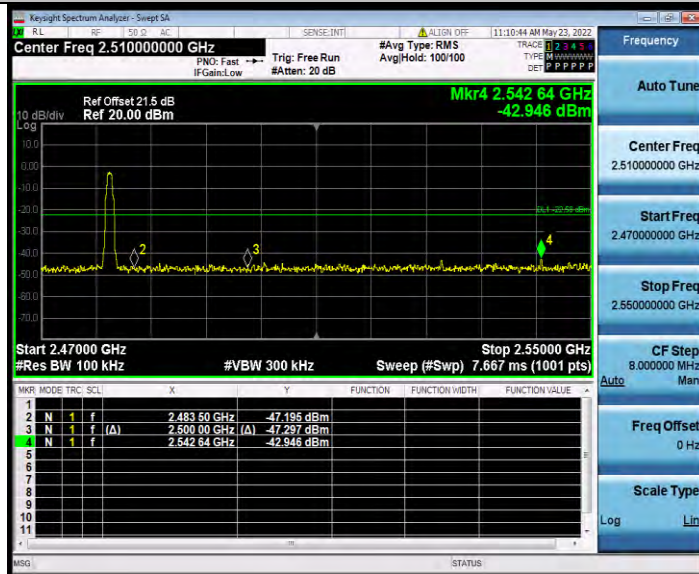 Keysight Spectrum Analyzer - Swept SA
RL RF 50 Ω AC SENSE:INT ALIGN OFF 11:10:44 AM May 23, 2022
Center Freq 2.510000000 GHz
PNO: Fast
IFGain:Low
Trig: Free Run
#Atten: 20 dB
#Avg Type: RMS
Avg|Hold: 100/100
TRACE 1 2 3 4 5 6
TYPE M WWWWW
DET P P P P P P
Mkr4 2.542 64 GHz
-42.946 dBm
Ref Offset 21.5 dB
10 dB/div Ref 20.00 dBm
Log
10.0
0.00
-10.0
-20.0
-30.0
-40.0
-50.0
-60.0
-70.0
2
3
4
Start 2.47000 GHz Stop 2.55000 GHz
#Res BW 100 kHz #VBW 300 kHz Sweep (#Swp) 7.667 ms (1001 pts)
MKR MODE TRC SCL X Y FUNCTION FUNCTION WIDTH FUNCTION VALUE
1
2 N 1 f 2.483 50 GHz -47.195 dBm
3 N 1 f (Δ) 2.500 00 GHz (Δ) -47.297 dBm
4 N 1 f 2.542 64 GHz -42.946 dBm
5
6
7
8
9
10
11
MSG STATUS
Frequency
Auto Tune
Center Freq
2.510000000 GHz
Start Freq
2.470000000 GHz
Stop Freq
2.550000000 GHz
CF Step
8.000000 MHz
Auto Man
Freq Offset
0 Hz
Scale Type
Log Lin